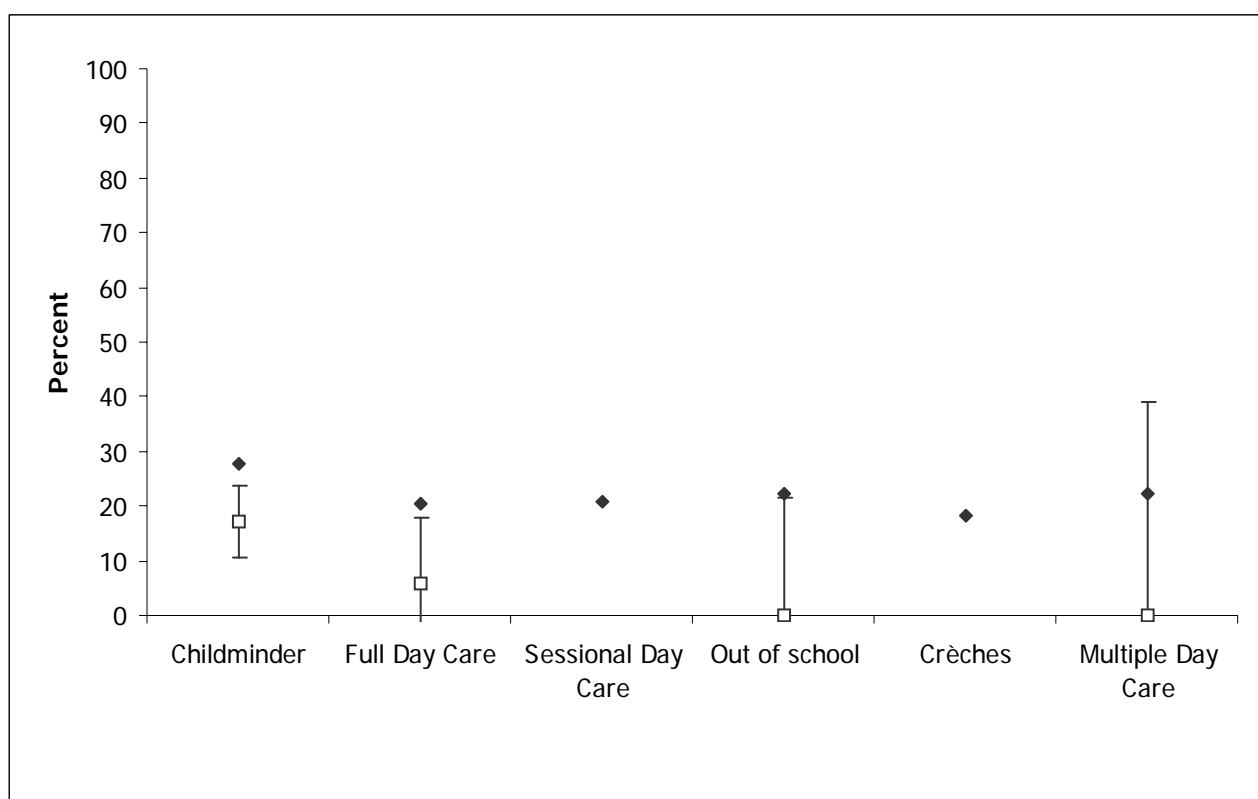 100
90
80
70
60
50
40
30
20
10
0
Percent
Childminder
Full Day Care
Sessional Day
Care
Out of school
Crèches
Multiple Day
Care